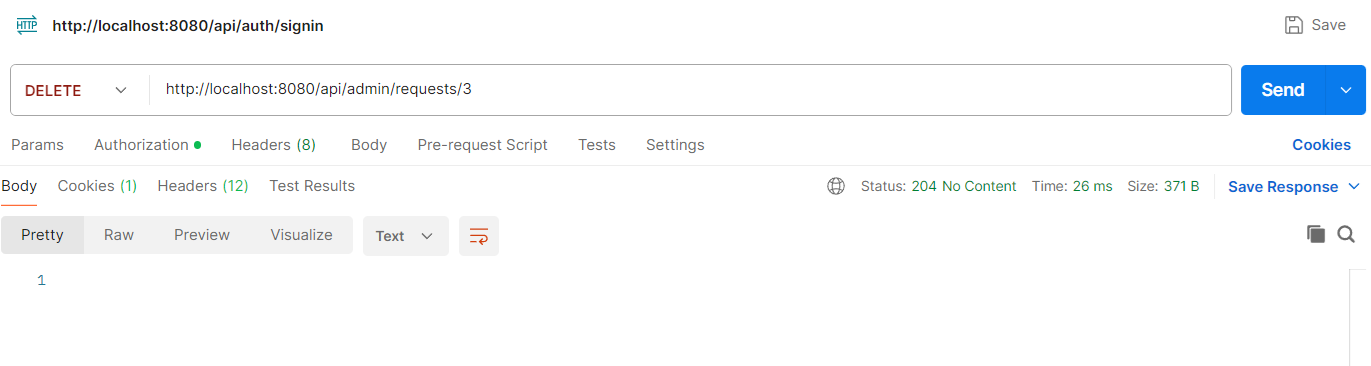 HTTP http://localhost:8080/api/auth/signin Save
DELETE http://localhost:8080/api/admin/requests/3 Send
Params Authorization Headers (8) Body Pre-request Script Tests Settings Cookies
Body Cookies (1) Headers (12) Test Results Status: 204 No Content Time: 26 ms Size: 371 B Save Response
Pretty Raw Preview Visualize Text
1